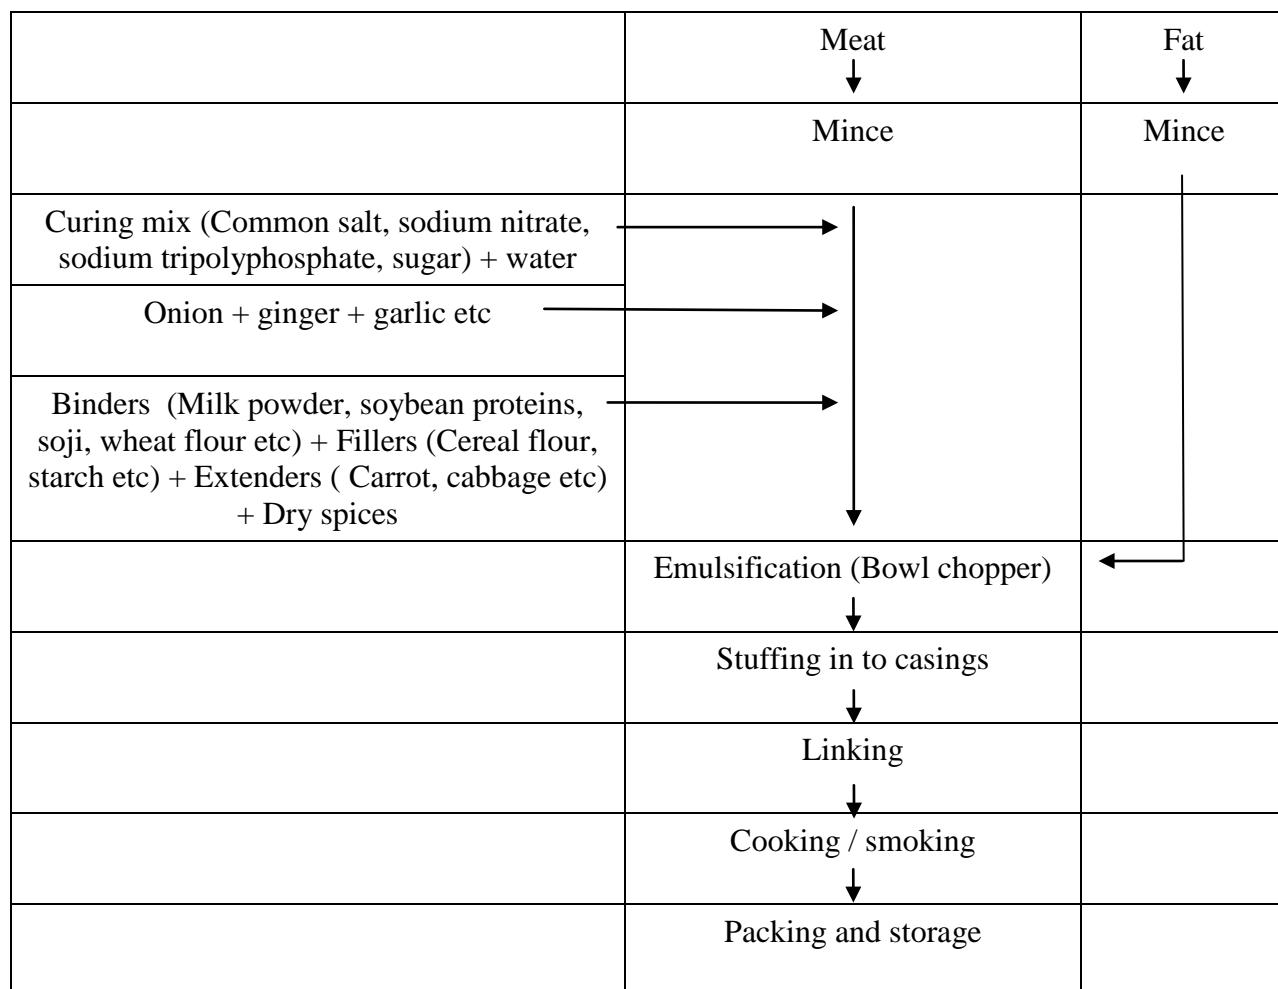 Meat
Fat
Mince
Mince
Curing mix (Common salt, sodium nitrate,
sodium tripolyphosphate, sugar) + water
Onion + ginger + garlic etc
Binders (Milk powder, soybean proteins,
soji, wheat flour etc) + Fillers (Cereal flour,
starch etc) + Extenders ( Carrot, cabbage etc)
+ Dry spices
Emulsification (Bowl chopper)
Stuffing in to casings
Linking
Cooking / smoking
Packing and storage